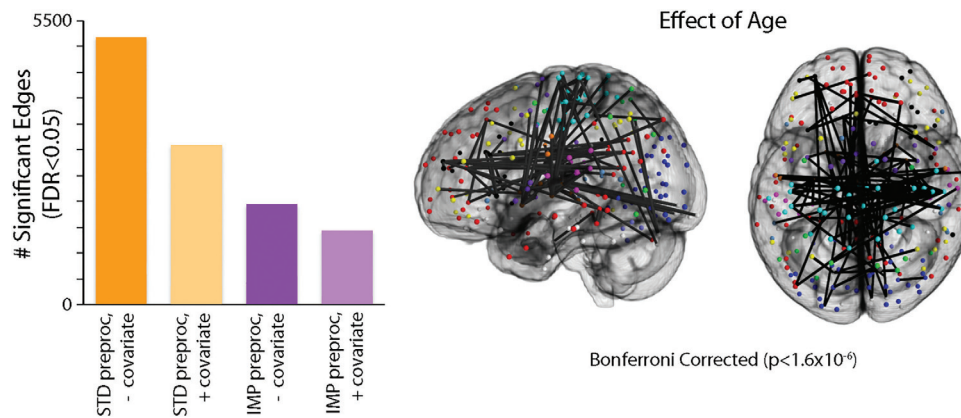 5500
0
# Significant Edges
(FDR<0.05)
STD preproc,
- covariate
STD preproc,
+ covariate
IMP preproc,
- covariate
IMP preproc,
+ covariate
Effect of Age
Bonferroni Corrected (p<1.6x10⁻⁶)